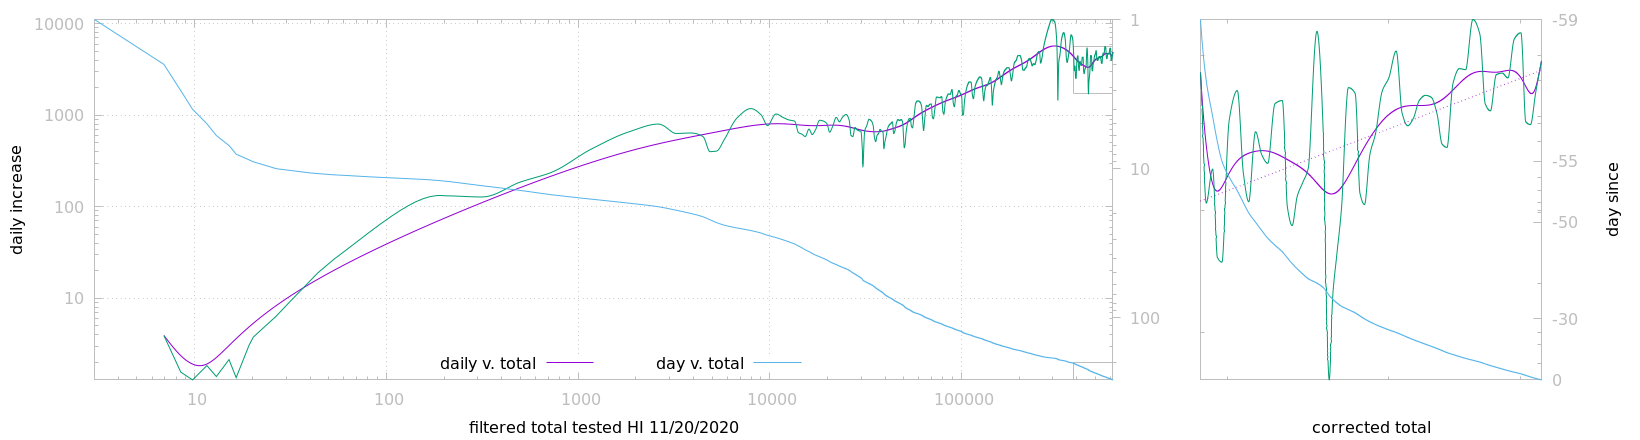 10000
1000
100
10
daily increase
10
100
1000
10000
100000
filtered total tested HI 11/20/2020
daily v. total
day v. total
1
10
100
-59
-55
-50
-30
0
day since
corrected total